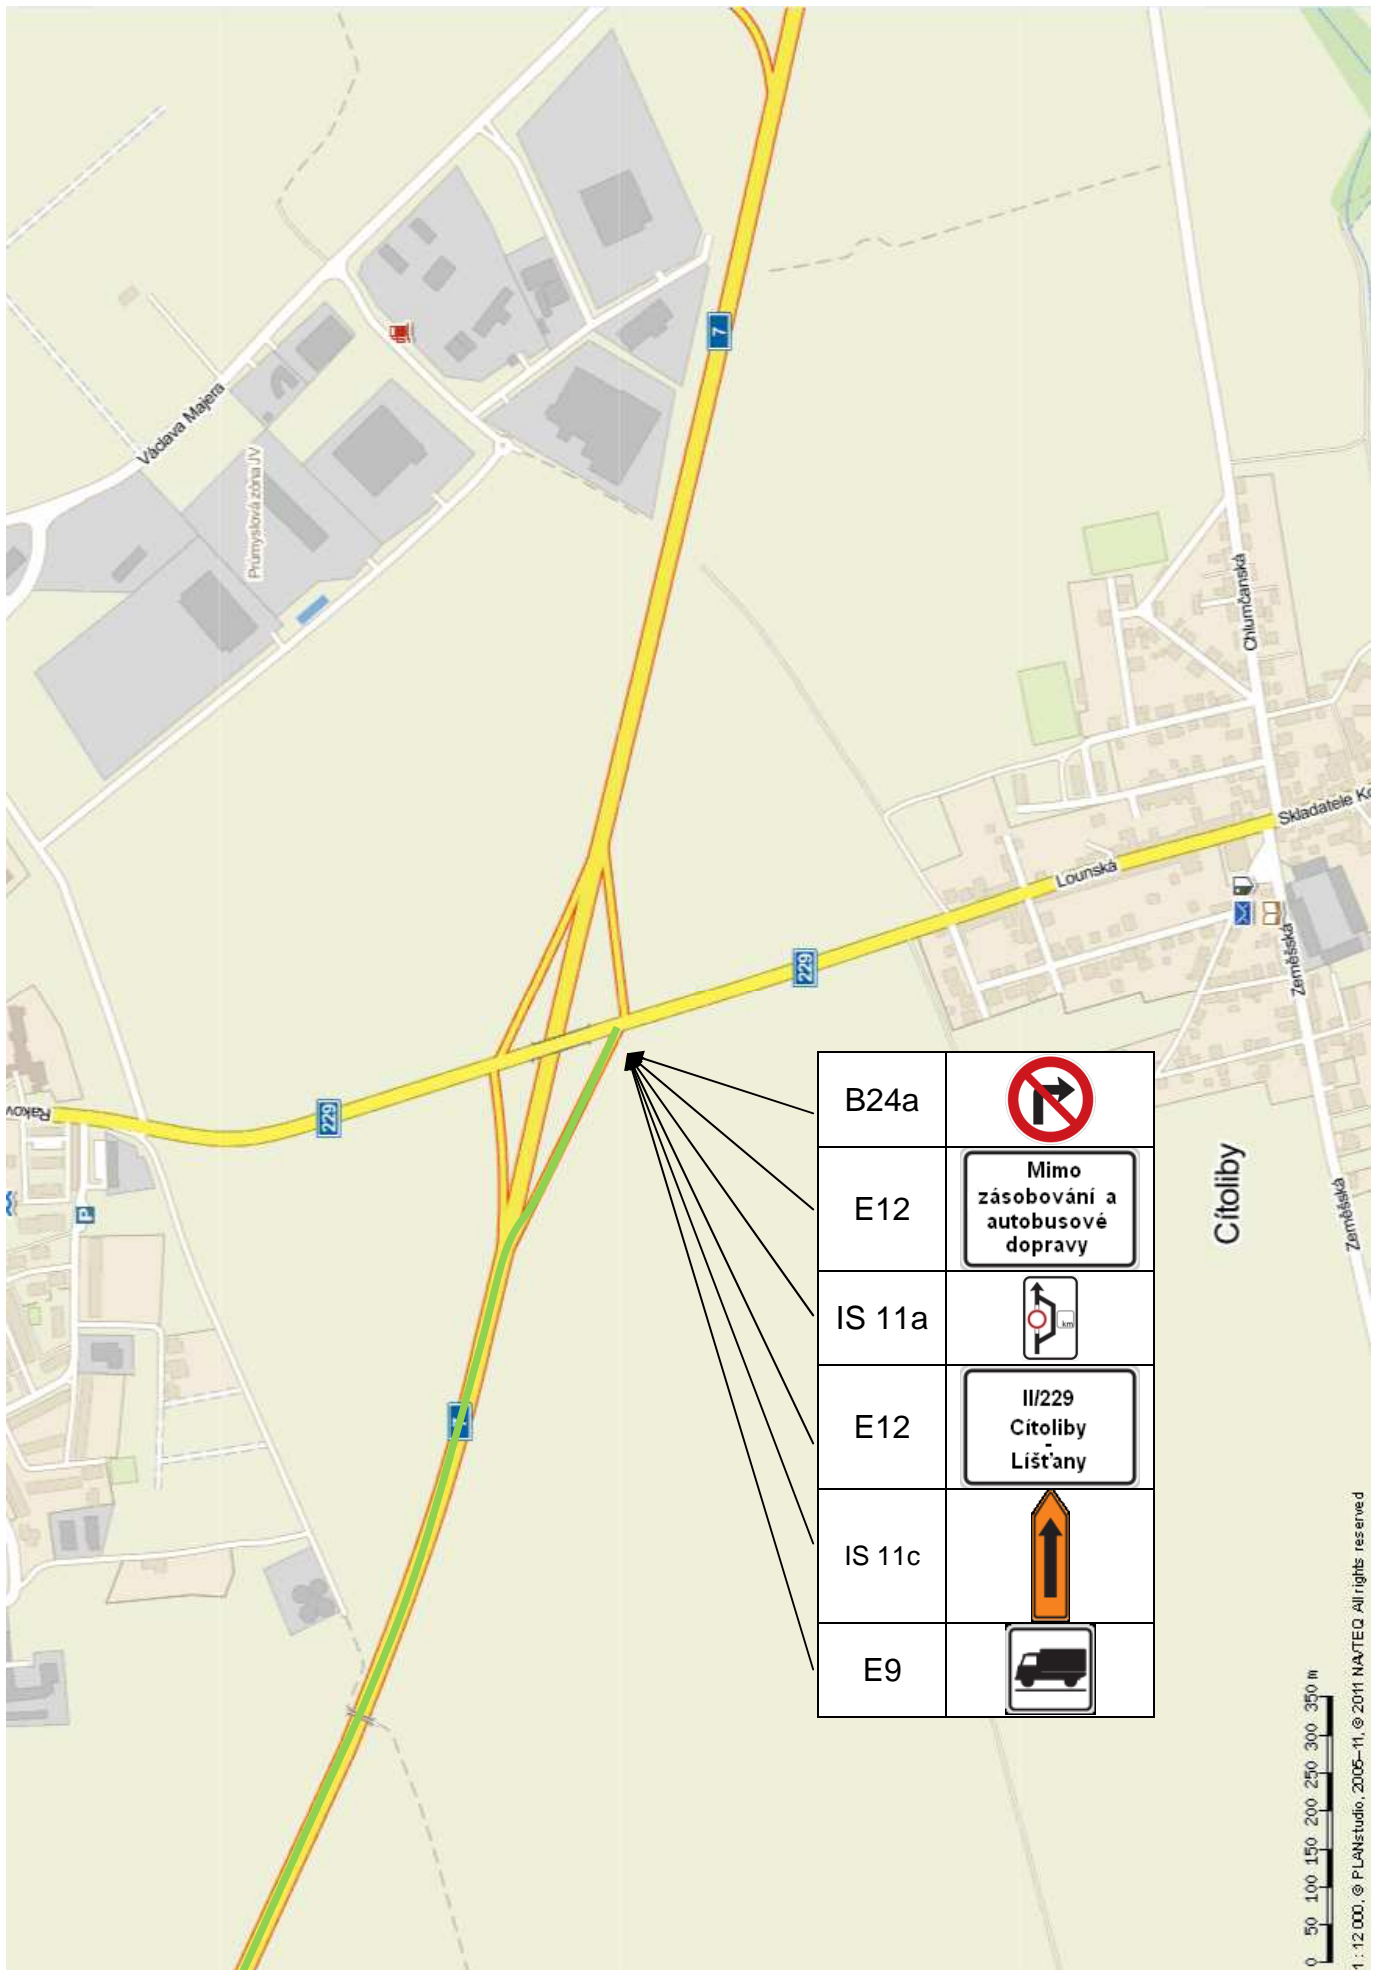 Václava Majera
Průmyslová zóna JV
7
Chlumčanská
Skladatele
Lounská
Zeměšská
229
229
P
Cítoliby
Zeměšská
B24a
E12
Mimo
zásobování a
autobusové
dopravy
IS 11a
km
E12
II/229
Cítoliby
-
Líšťany
IS 11c
E9
0 50 100 150 200 250 300 350 m
1 : 12 000, © PLANstudio, 2005–11, © 2011 NAVTEQ All rights reserved